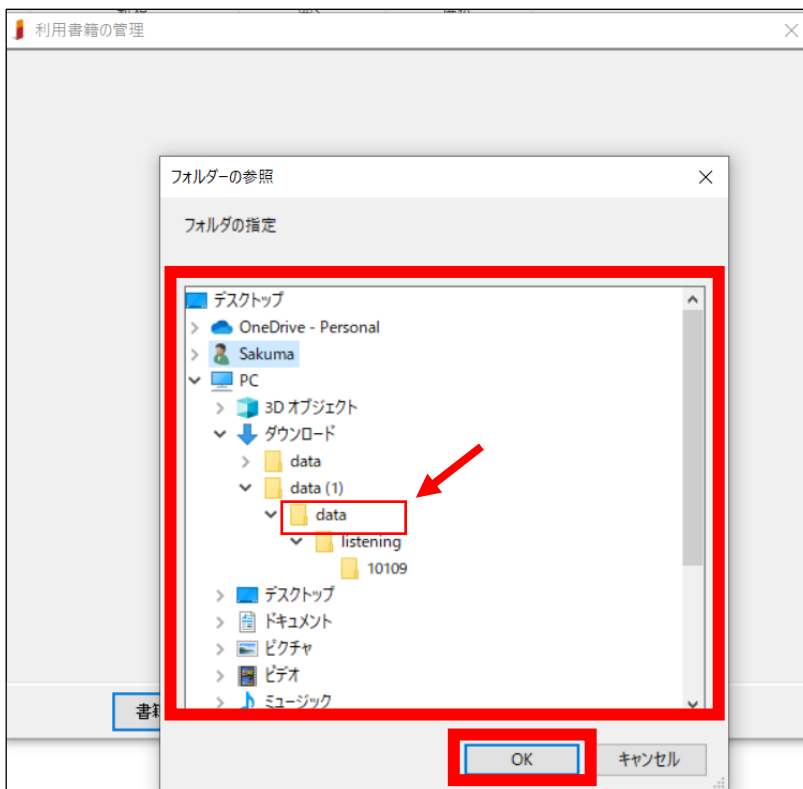 利用書籍の管理
フォルダーの参照
フォルダの指定
デスクトップ
OneDrive - Personal
Sakuma
PC
3D オブジェクト
ダウンロード
data
data (1)
data
listening
10109
デスクトップ
ドキュメント
ピクチャ
ビデオ
ミュージック
書籍
OK
キャンセル